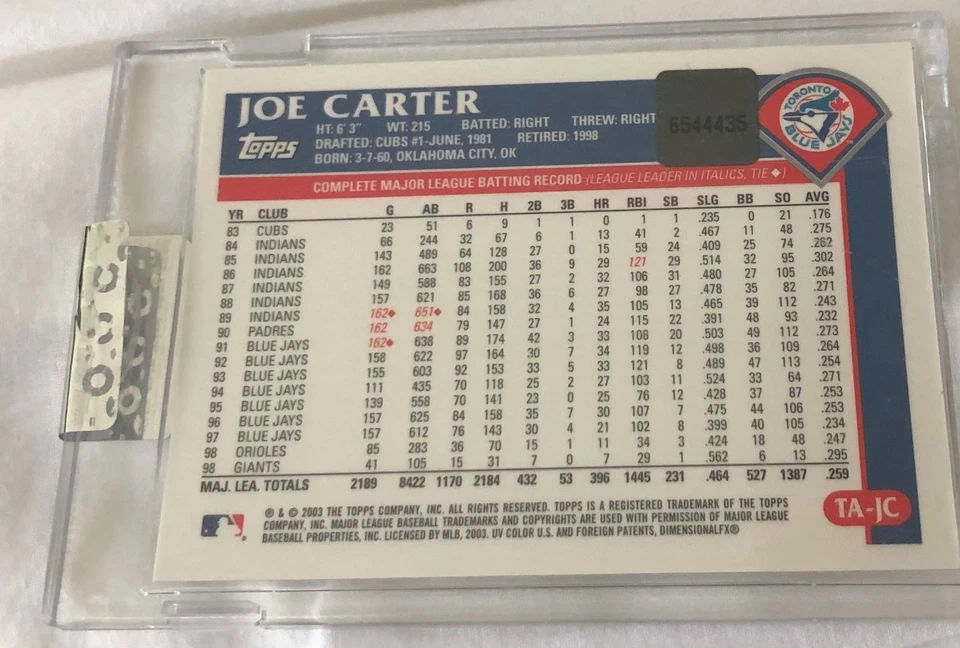 JOE CARTER
HT: 6' 3" WT: 215 BATTED: RIGHT THREW: RIGHT
6544435
TORONTO
BLUE JAYS
Topps
DRAFTED: CUBS #1-JUNE, 1981 RETIRED: 1998
BORN: 3-7-60, OKLAHOMA CITY, OK
COMPLETE MAJOR LEAGUE BATTING RECORD (LEAGUE LEADER IN ITALICS, TIE ◆)
YR CLUB G AB R H 2B 3B HR RBI SB SLG BB SO AVG
83 CUBS 23 51 6 9 1 1 0 1 1 .235 0 21 .176
84 INDIANS 66 244 32 67 6 1 13 41 2 .467 11 48 .275
85 INDIANS 143 489 64 128 27 0 15 59 24 .409 25 74 .262
86 INDIANS 162 663 108 200 36 9 29 121 29 .514 32 95 .302
87 INDIANS 149 588 83 155 27 2 32 106 31 .480 27 105 .264
88 INDIANS 157 621 85 168 36 6 27 98 27 .478 35 82 .271
89 INDIANS 162◆ 651◆ 84 158 32 4 35 105 13 .465 39 112 .243
90 PADRES 162 634 79 147 27 1 24 115 22 .391 48 93 .232
91 BLUE JAYS 162◆ 638 89 174 42 3 33 108 20 .503 49 112 .273
92 BLUE JAYS 158 622 97 164 30 7 34 119 12 .498 36 109 .264
93 BLUE JAYS 155 603 92 153 33 5 33 121 8 .489 47 113 .254
94 BLUE JAYS 111 435 70 118 25 2 27 103 11 .524 33 64 .271
95 BLUE JAYS 139 558 70 141 23 0 25 76 12 .428 37 87 .253
96 BLUE JAYS 157 625 84 158 35 7 30 107 7 .475 44 106 .253
97 BLUE JAYS 157 612 76 143 30 4 21 102 8 .399 40 105 .234
98 ORIOLES 85 283 36 70 15 1 11 34 3 .424 18 48 .247
98 GIANTS 41 105 15 31 7 0 7 29 1 .562 6 13 .295
MAJ. LEA. TOTALS 2189 8422 1170 2184 432 53 396 1445 231 .464 527 1387 .259
TA-JC
® & © 2003 THE TOPPS COMPANY, INC. ALL RIGHTS RESERVED. TOPPS IS A REGISTERED TRADEMARK OF THE TOPPS
COMPANY, INC. MAJOR LEAGUE BASEBALL TRADEMARKS AND COPYRIGHTS ARE USED WITH PERMISSION OF MAJOR LEAGUE
BASEBALL PROPERTIES, INC. LICENSED BY MLB, 2003. UV COLOR U.S. AND FOREIGN PATENTS, DIMENSIONALFX®